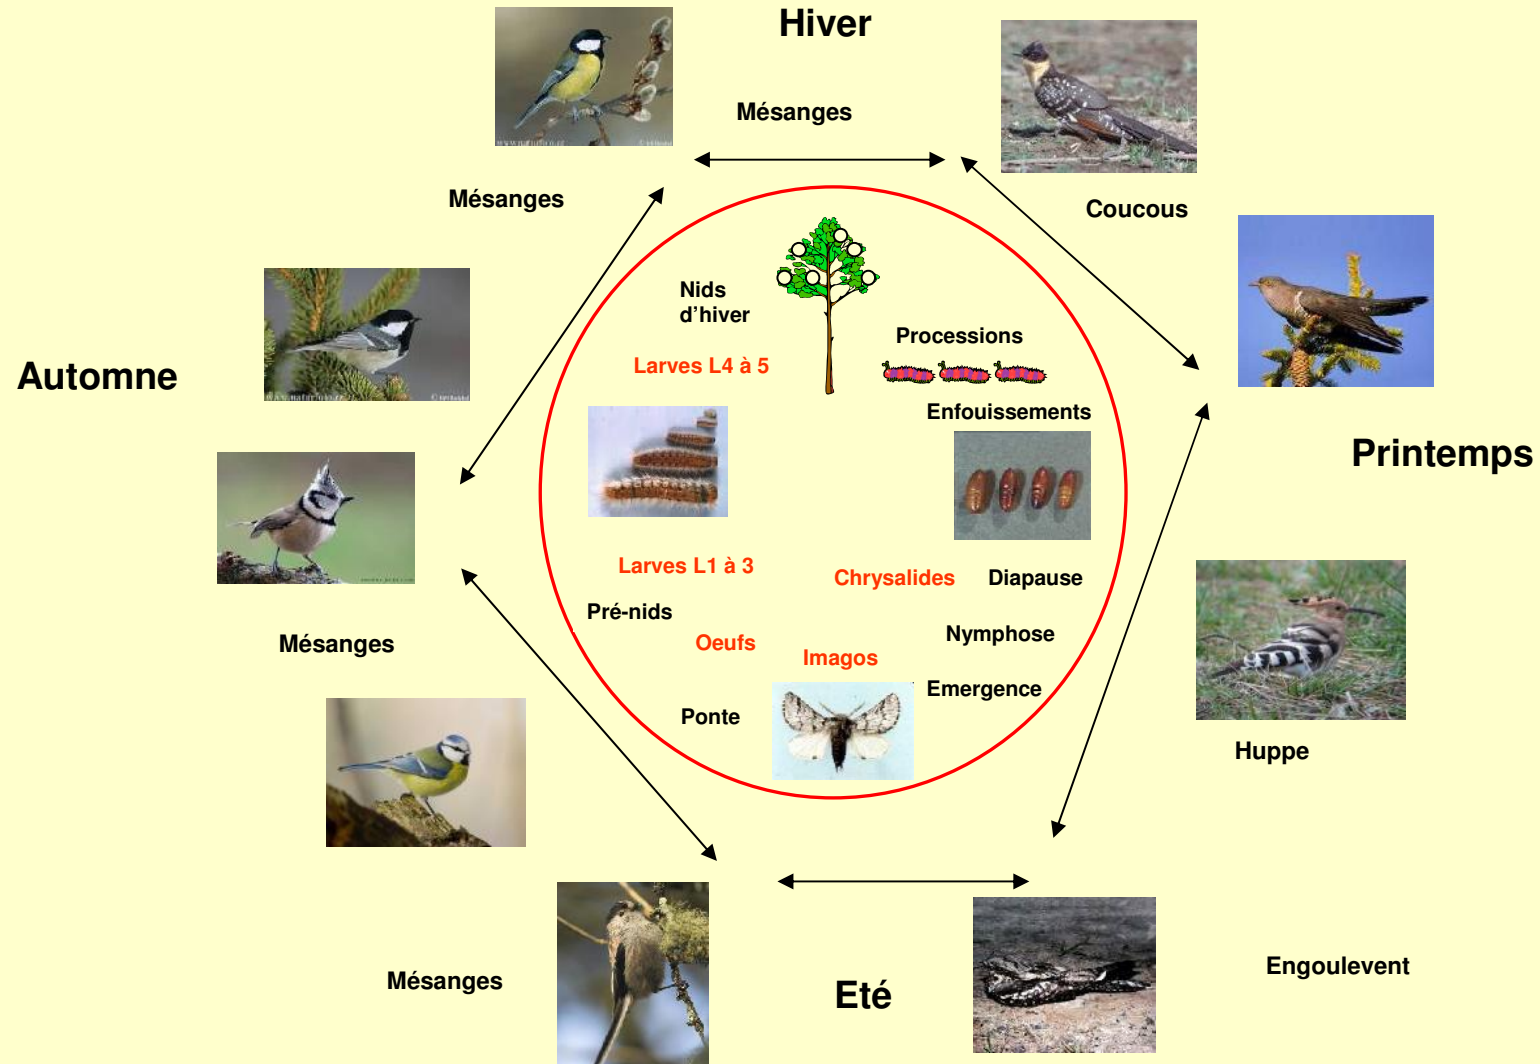 Hiver
Mésanges
Mésanges
Coucous
Nids
d'hiver
Processions
Larves L4 à 5
Automne
Enfouissements
Printemps
Larves L1 à 3
Chrysalides
Diapause
Pré-nids
Oeufs
Nymphose
Mésanges
Imagos
Emergence
Ponte
Huppe
Mésanges
Eté
Engoulevent